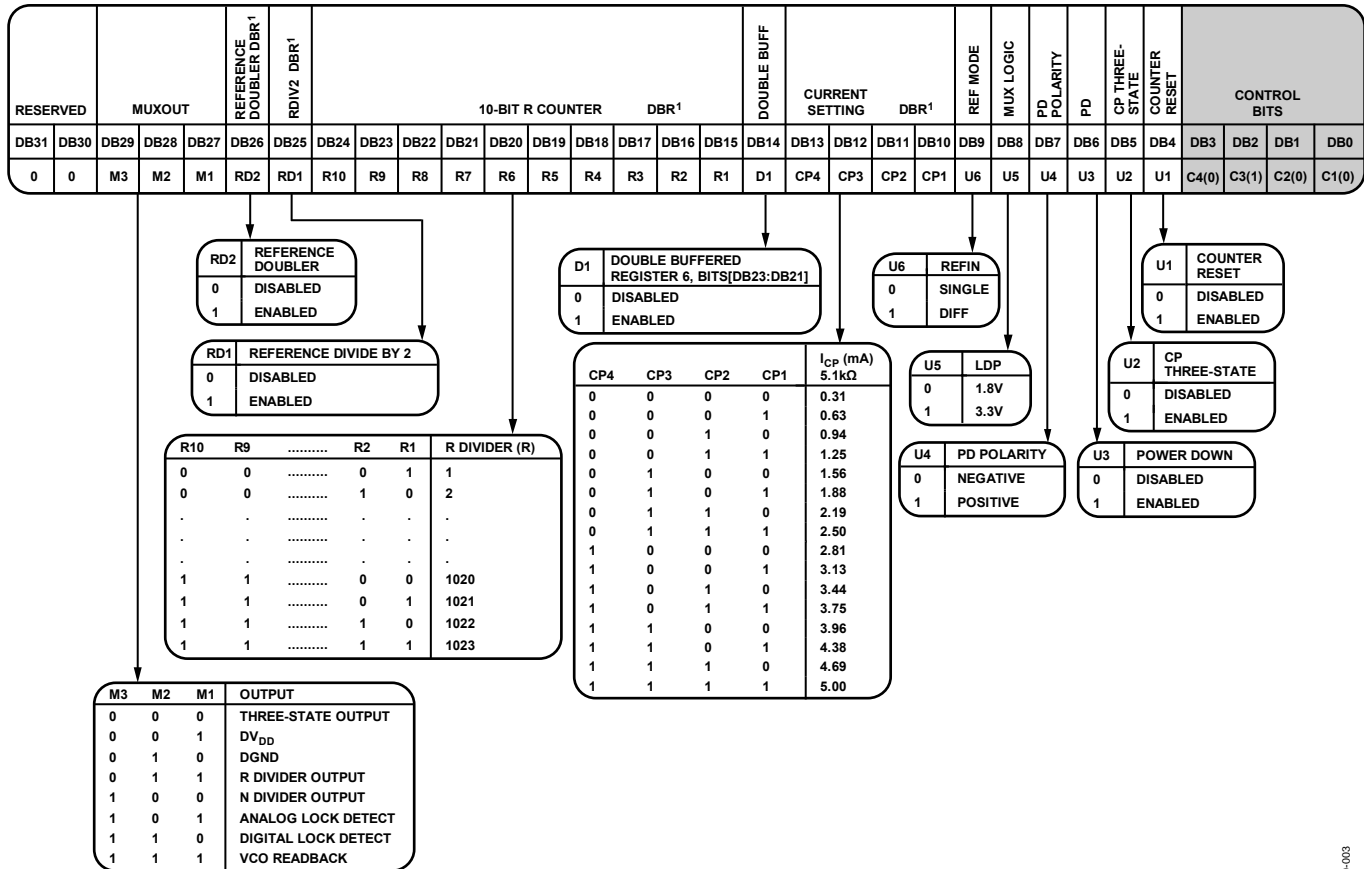 RESERVED MUXOUT REFERENCE DOUBLER DBR1 RDIV2 DBR1 10-BIT R COUNTER DBR1 DOUBLE BUFF CURRENT SETTING DBR1 REF MODE MUX LOGIC PD POLARITY PD CP THREE-STATE COUNTER RESET CONTROL BITS
DB31 DB30 DB29 DB28 DB27 DB26 DB25 DB24 DB23 DB22 DB21 DB20 DB19 DB18 DB17 DB16 DB15 DB14 DB13 DB12 DB11 DB10 DB9 DB8 DB7 DB6 DB5 DB4 DB3 DB2 DB1 DB0
0 0 M3 M2 M1 RD2 RD1 R10 R9 R8 R7 R6 R5 R4 R3 R2 R1 D1 CP4 CP3 CP2 CP1 U6 U5 U4 U3 U2 U1 C4(0) C3(1) C2(0) C1(0)
RD2 REFERENCE DOUBLER
0 DISABLED
1 ENABLED
RD1 REFERENCE DIVIDE BY 2
0 DISABLED
1 ENABLED
R10 R9 .......... R2 R1 R DIVIDER (R)
0 0 .......... 0 1 1
0 0 .......... 1 0 2
. . .......... . . .
. . .......... . . .
. . .......... . . .
1 1 .......... 0 0 1020
1 1 .......... 0 1 1021
1 1 .......... 1 0 1022
1 1 .......... 1 1 1023
M3 M2 M1 OUTPUT
0 0 0 THREE-STATE OUTPUT
0 0 1 DVDD
0 1 0 DGND
0 1 1 R DIVIDER OUTPUT
1 0 0 N DIVIDER OUTPUT
1 0 1 ANALOG LOCK DETECT
1 1 0 DIGITAL LOCK DETECT
1 1 1 VCO READBACK
D1 DOUBLE BUFFERED
REGISTER 6, BITS[DB23:DB21]
0 DISABLED
1 ENABLED
CP4 CP3 CP2 CP1 ICP (mA) 5.1kΩ
0 0 0 0 0.31
0 0 0 1 0.63
0 0 1 0 0.94
0 0 1 1 1.25
0 1 0 0 1.56
0 1 0 1 1.88
0 1 1 0 2.19
0 1 1 1 2.50
1 0 0 0 2.81
1 0 0 1 3.13
1 0 1 0 3.44
1 0 1 1 3.75
1 1 0 0 3.96
1 1 0 1 4.38
1 1 1 0 4.69
1 1 1 1 5.00
U6 REFIN
0 SINGLE
1 DIFF
U5 LDP
0 1.8V
1 3.3V
U4 PD POLARITY
0 NEGATIVE
1 POSITIVE
U3 POWER DOWN
0 DISABLED
1 ENABLED
U2 CP THREE-STATE
0 DISABLED
1 ENABLED
U1 COUNTER RESET
0 DISABLED
1 ENABLED
-003